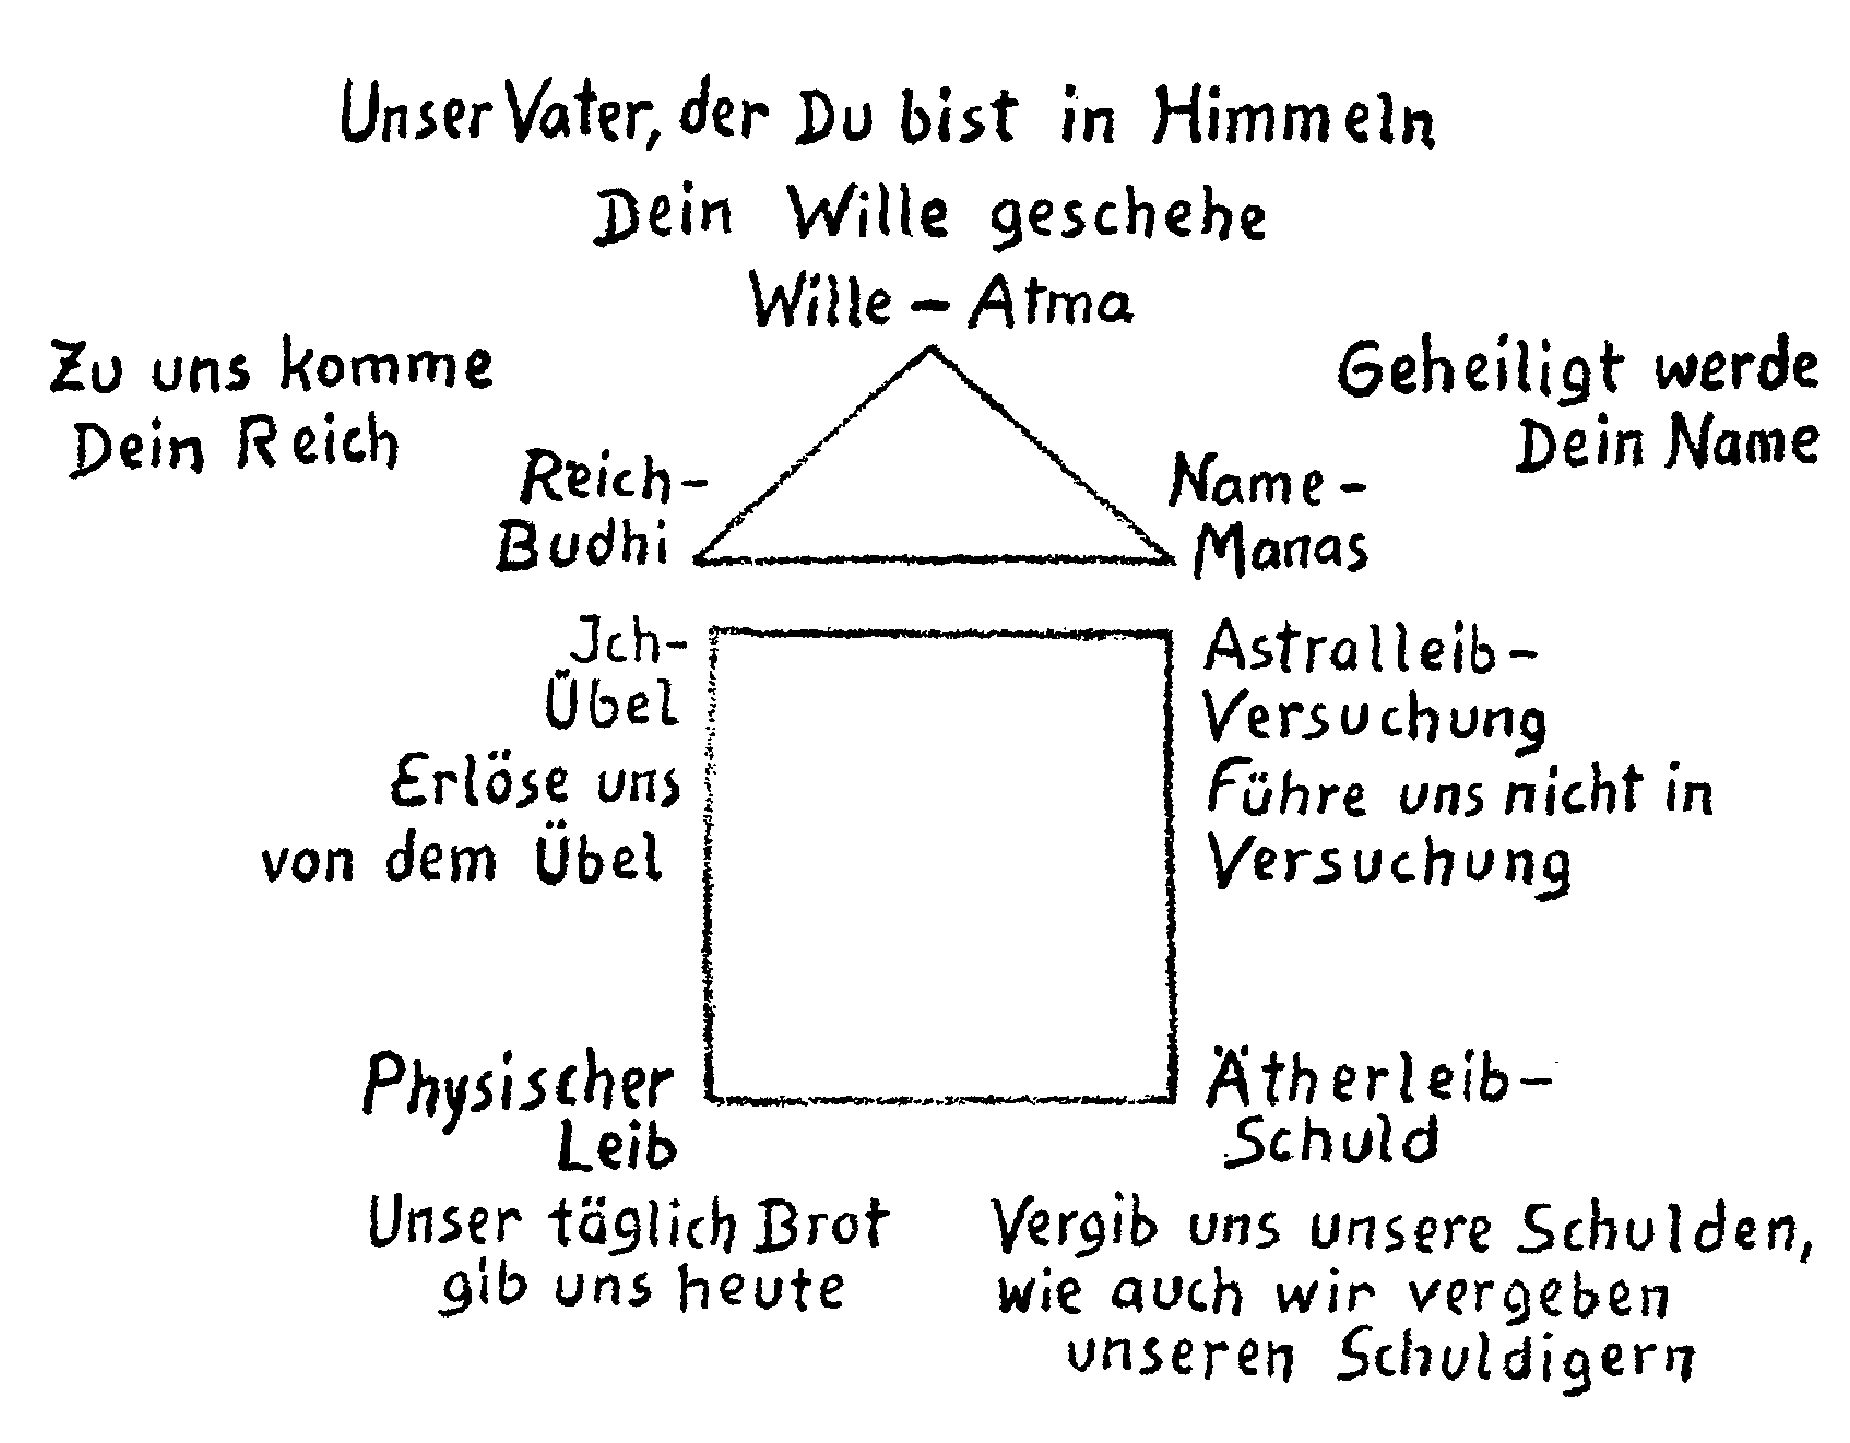 Unser Vater, der Du bist in Himmeln
Dein Wille geschehe
Wille – Atma
Zu uns komme
Dein Reich
Geheiligt werde
Dein Name
Reich-
Budhi
Name-
Manas
Jch-
Übel
Erlöse uns
von dem Übel
Astralleib-
Versuchung
Führe uns nicht in
Versuchung
Physischer
Leib
Unser täglich Brot
gib uns heute
Ätherleib-
Schuld
Vergib uns unsere Schulden,
wie auch wir vergeben
unseren Schuldigern